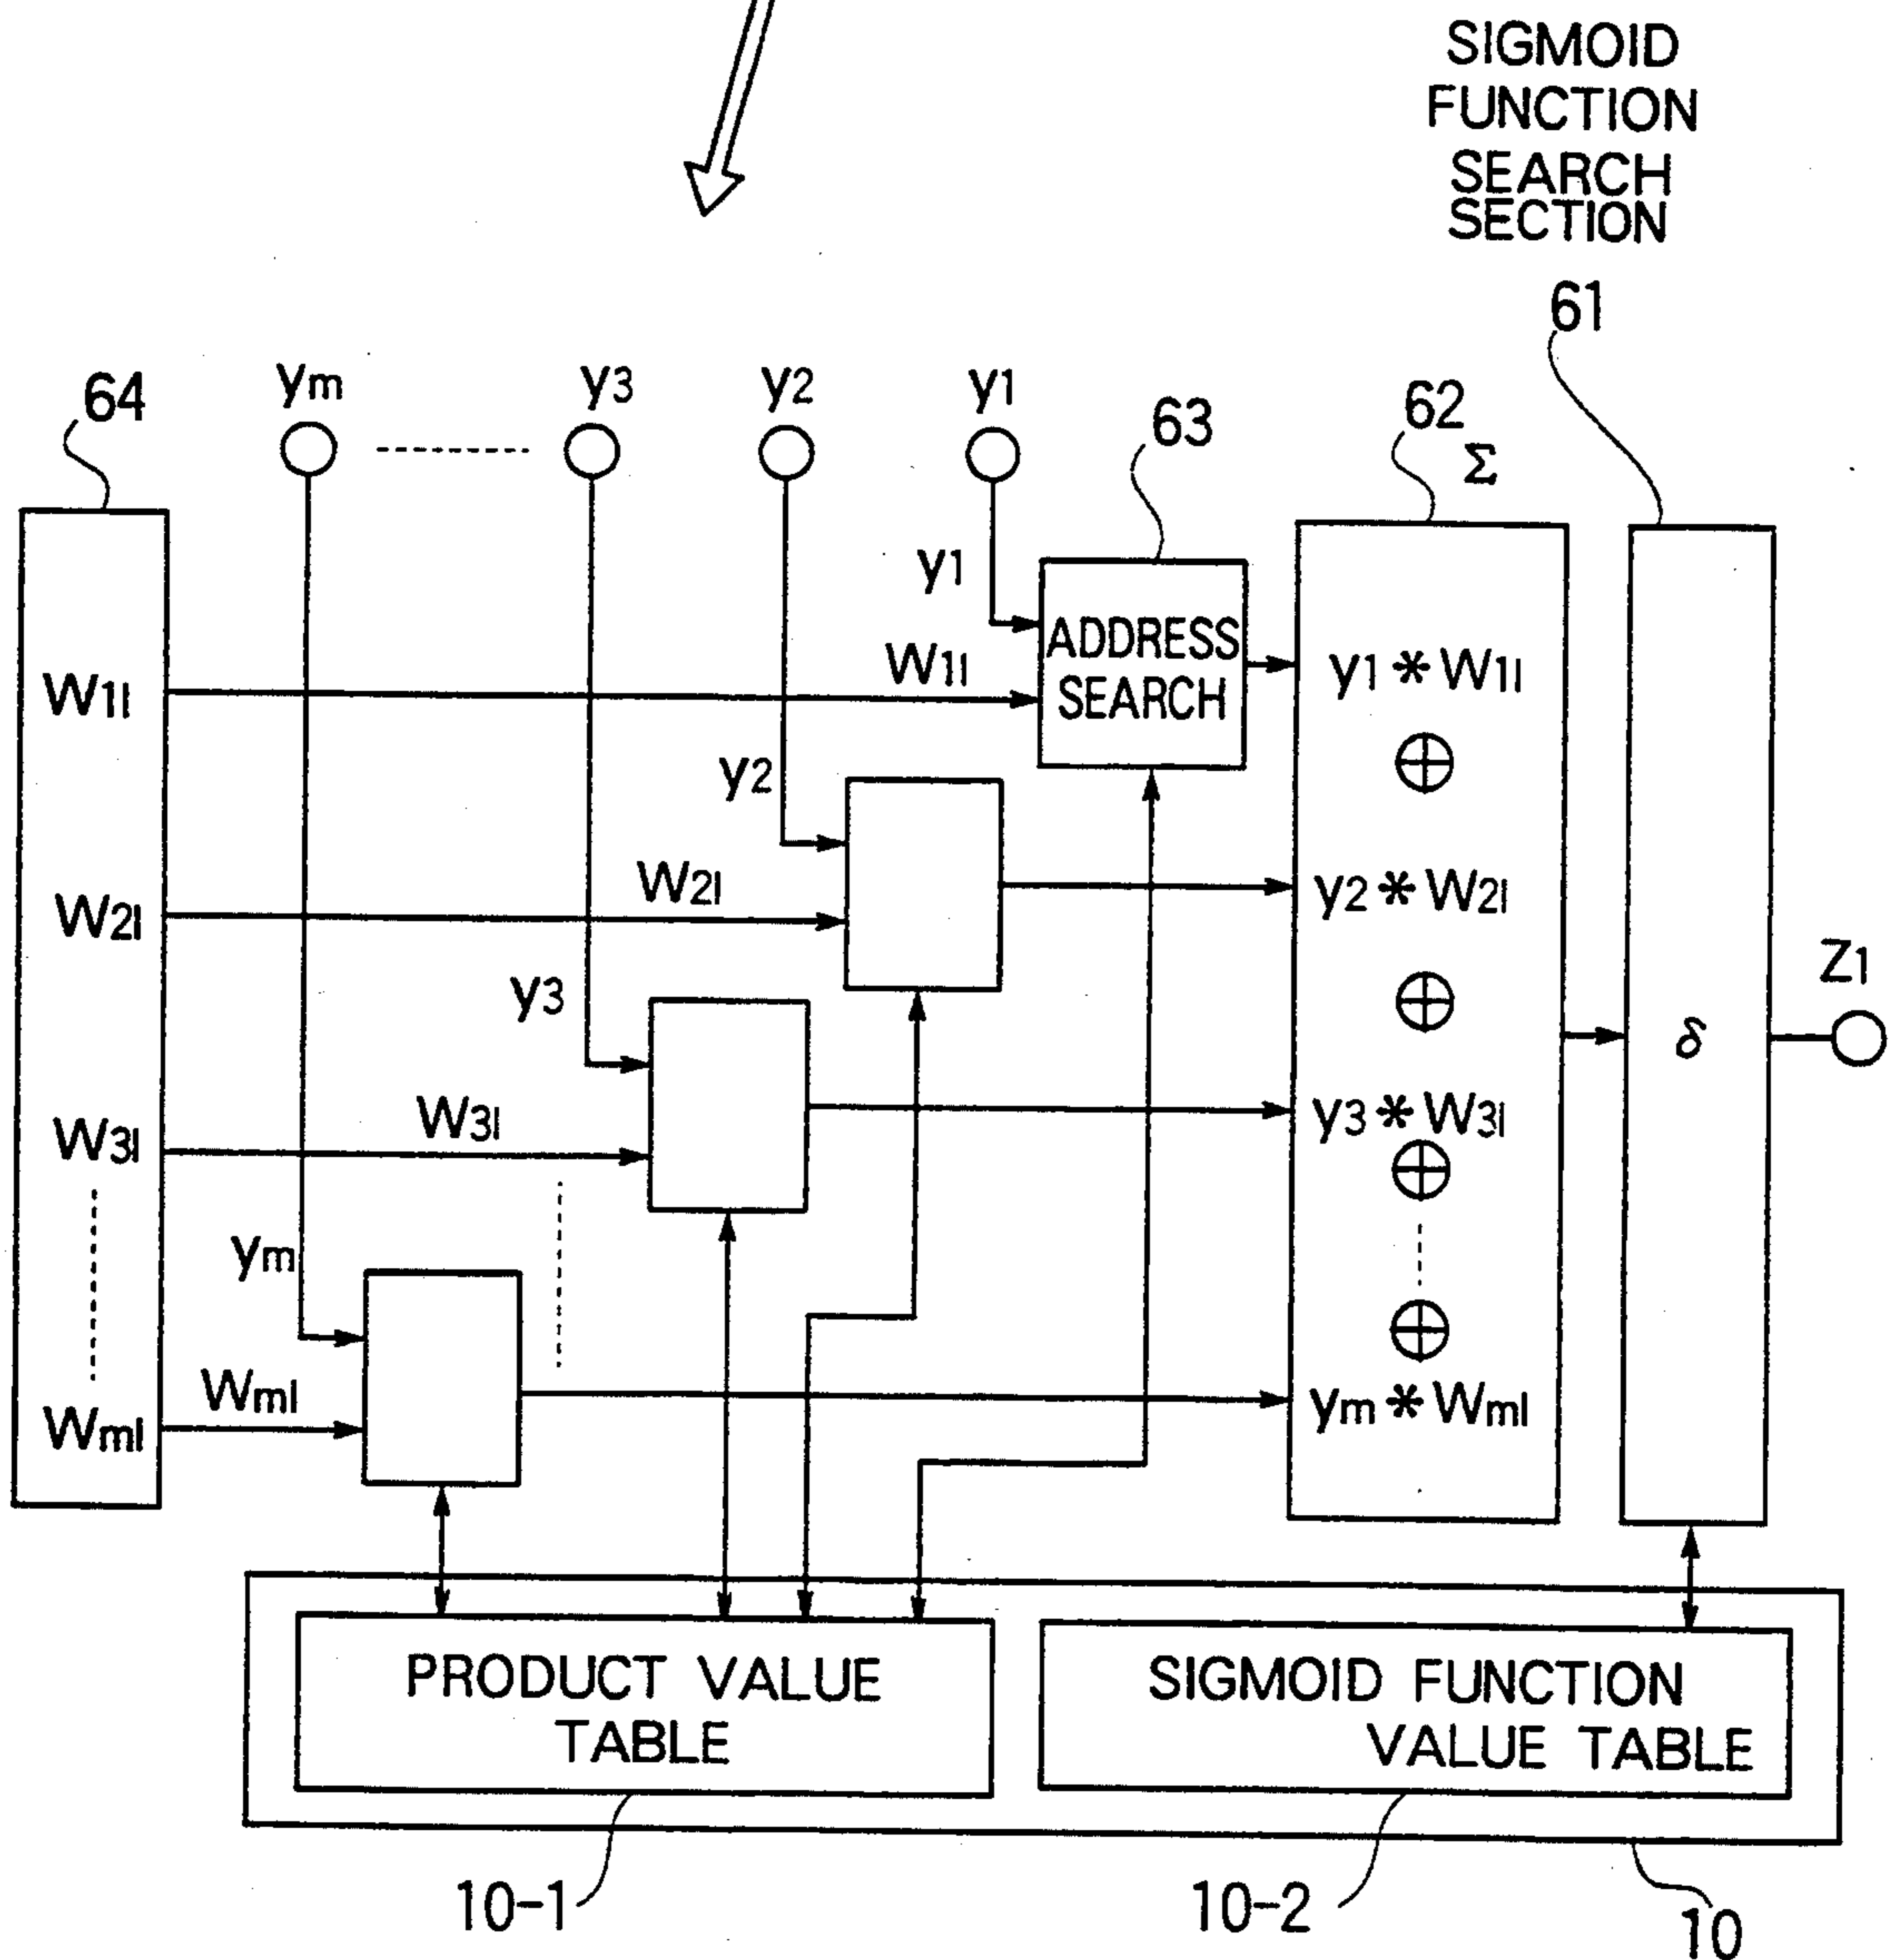 SIGMOID
FUNCTION
SEARCH
SECTION
61
64
ym
y3
y2
y1
63
62
Σ
y1
ADDRESS
SEARCH
W1l
W1l
y1 * W1l
y2
W2l
W2l
y2 * W2l
Z1
δ
y3
W3l
W3l
y3 * W3l
ym
Wml
Wml
ym * Wml
PRODUCT VALUE
TABLE
SIGMOID FUNCTION
VALUE TABLE
10-1
10-2
10